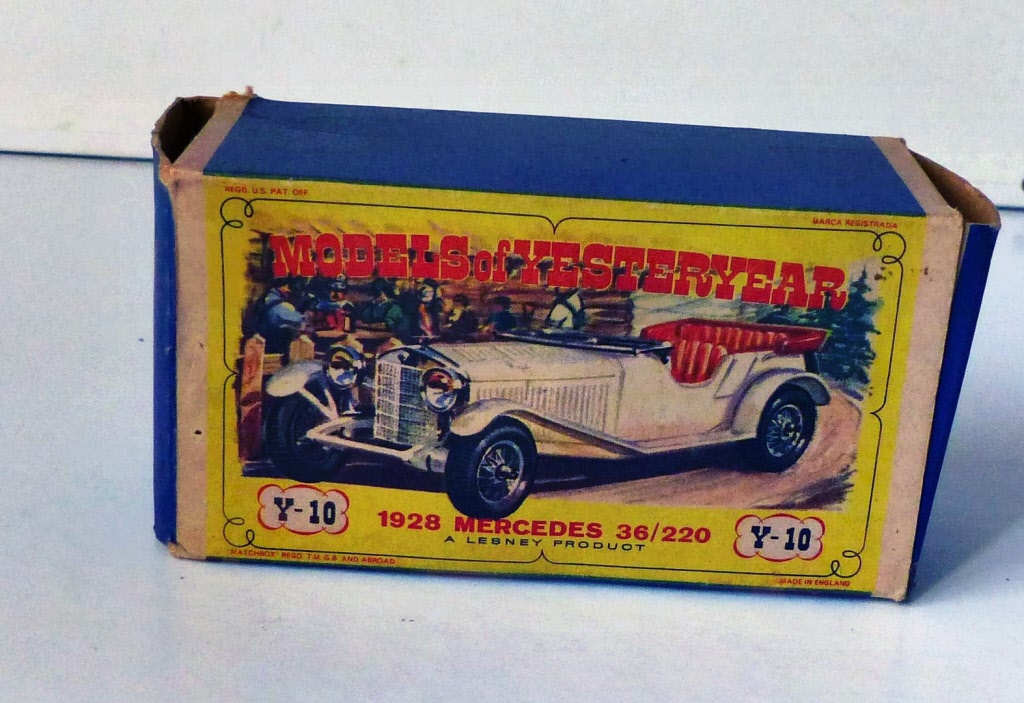 REGD. U.S. PAT. OFF.
MARCA REGISTRADA
MODELS of YESTERYEAR
Y-10
1928 MERCEDES 36/220
A LESNEY PRODUCT
Y-10
"MATCHBOX" REGD. T.M. G.B. AND ABROAD
MADE IN ENGLAND